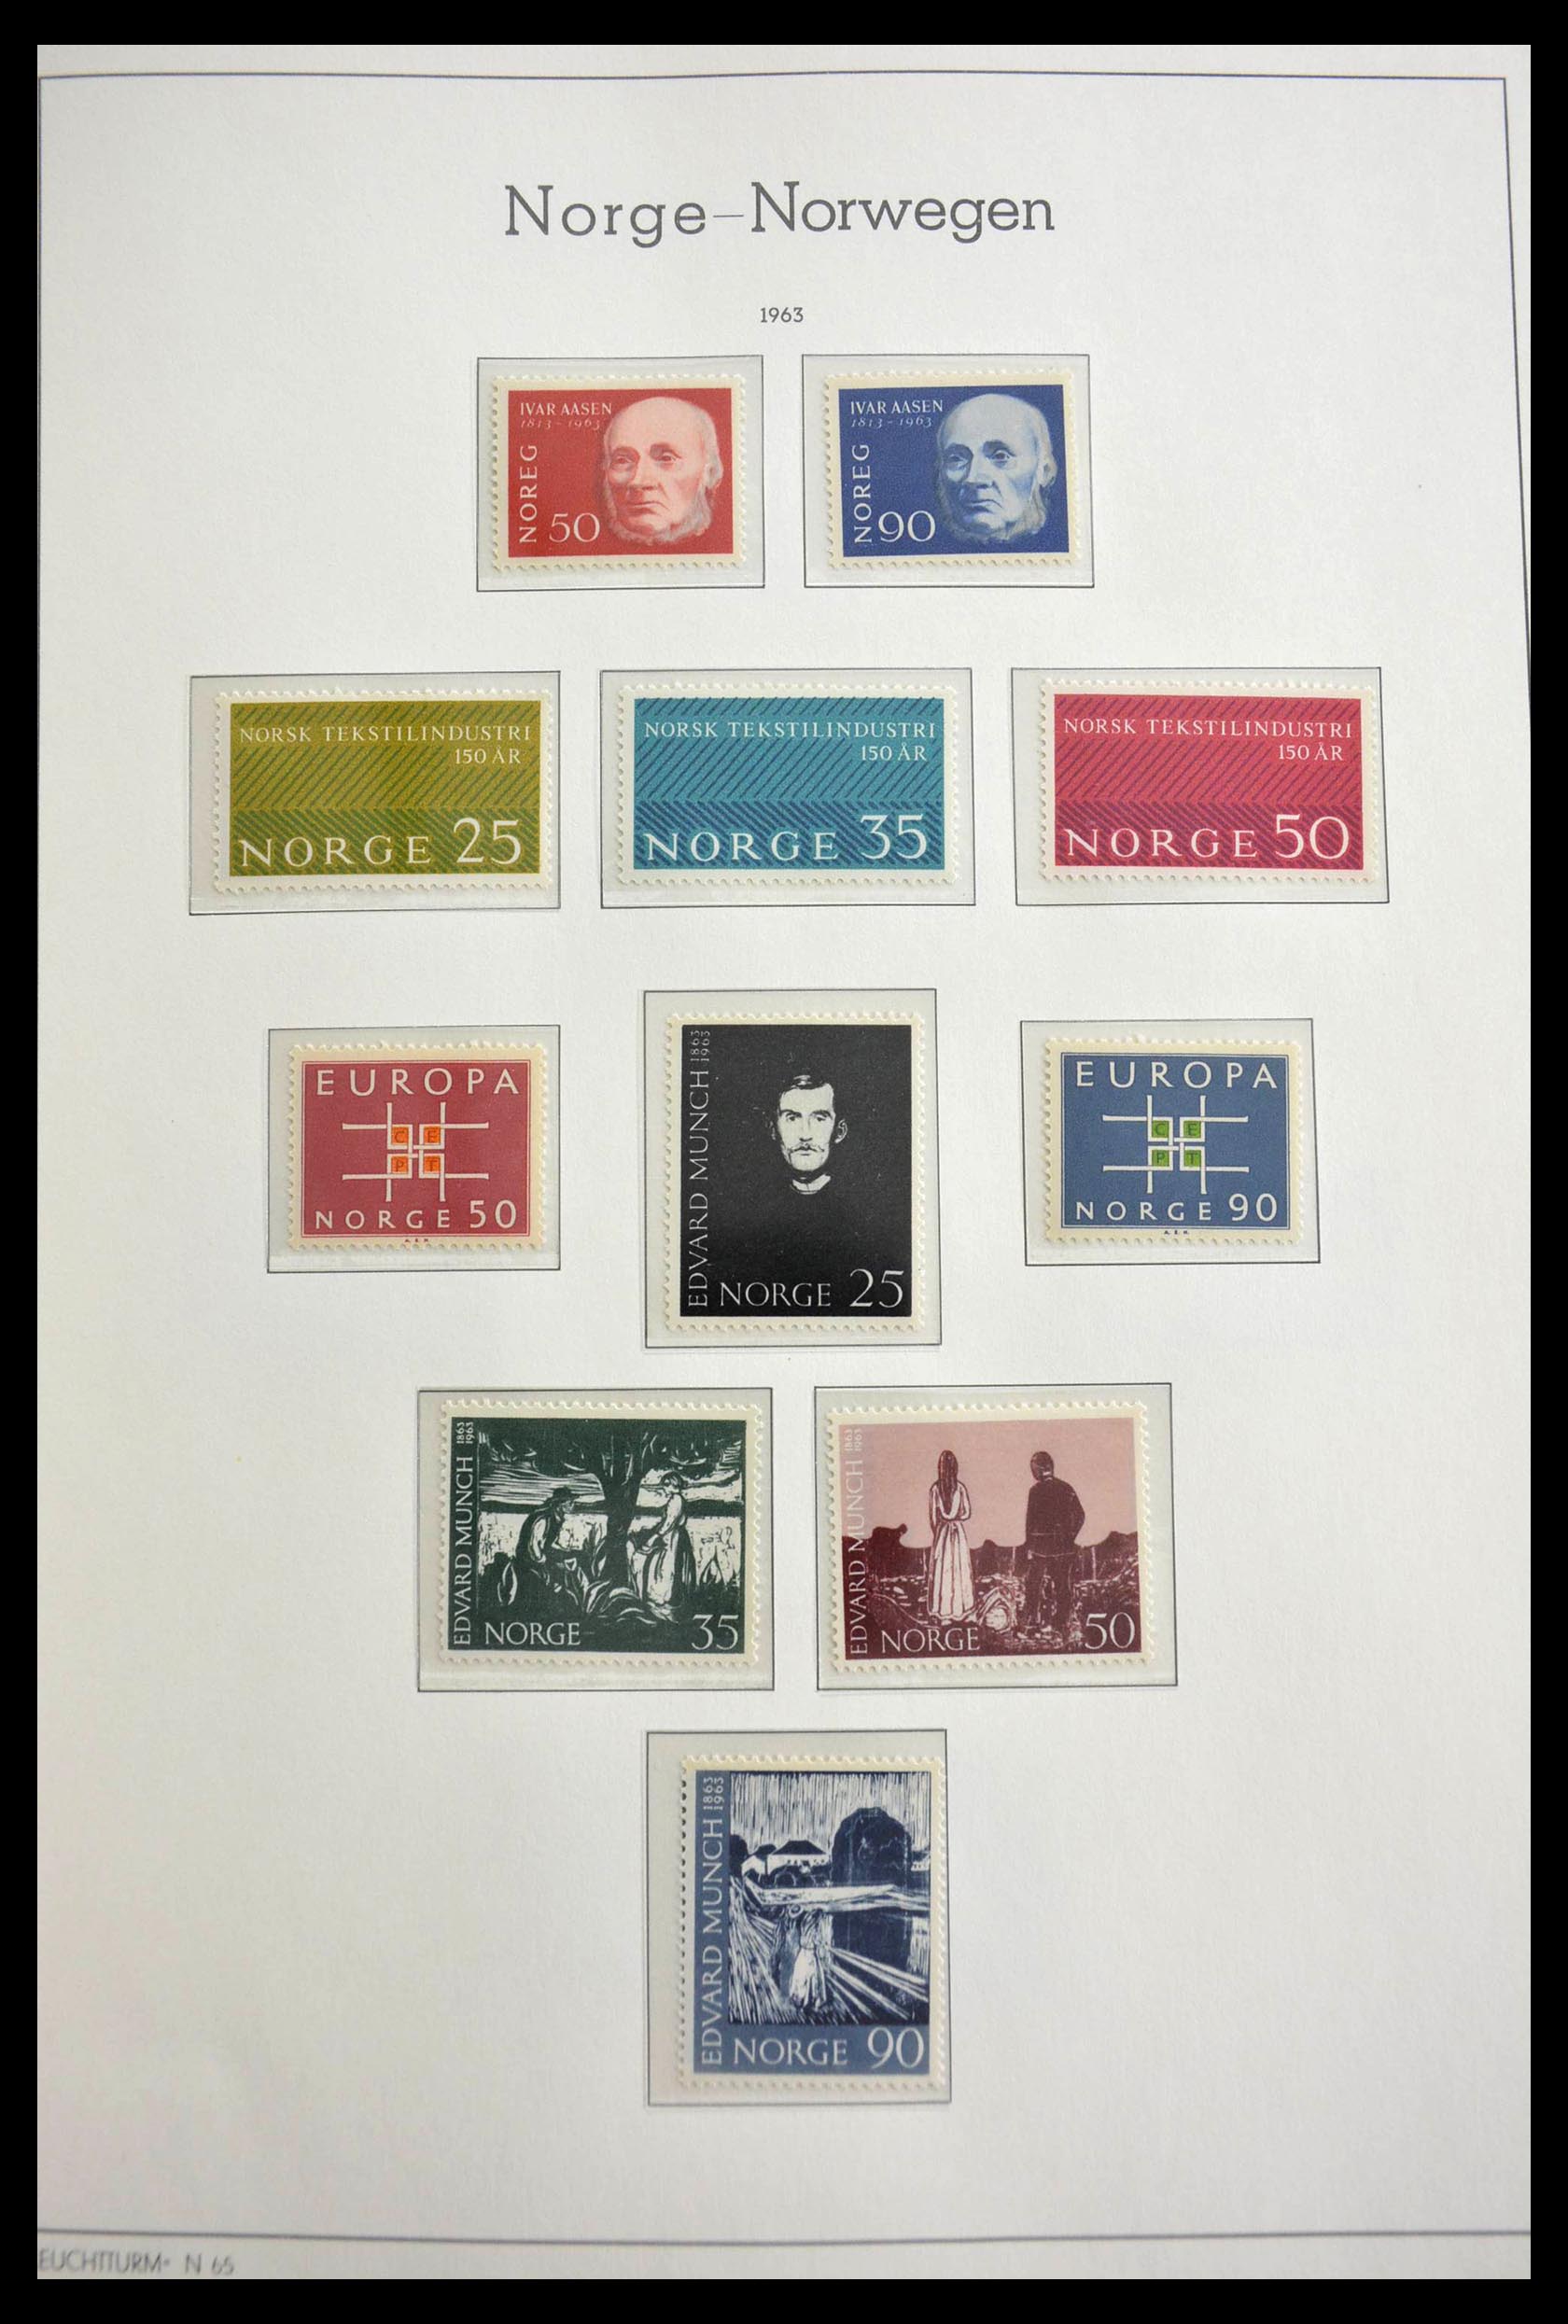 Norge–Norwegen
1963
IVAR AASEN
1813-1963
NOREG
50
IVAR AASEN
1813-1963
NOREG
90
NORSK TEKSTILINDUSTRI
150 ÅR
NORGE 25
NORSK TEKSTILINDUSTRI
150 ÅR
NORGE 35
NORSK TEKSTILINDUSTRI
150 ÅR
NORGE 50
EUROPA
C E
P T
NORGE 50
EDVARD MUNCH 1863 1963
NORGE 25
EUROPA
C E
P T
NORGE 90
EDVARD MUNCH 1863 1963
NORGE 35
EDVARD MUNCH 1863 1963
NORGE 50
EDVARD MUNCH 1863 1963
NORGE 90
EUCHTTURM N 65